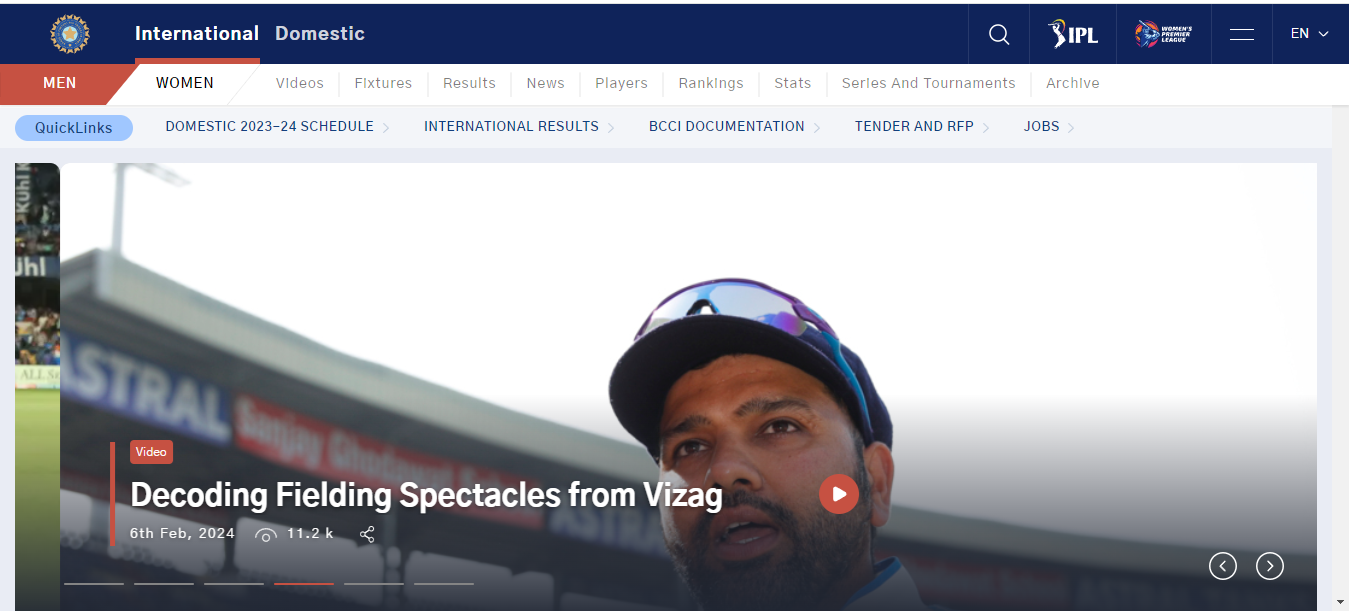 International Domestic
IPL
WOMEN'S
PREMIER
LEAGUE
EN
MEN WOMEN Videos Fixtures Results News Players Rankings Stats Series And Tournaments Archive
QuickLinks DOMESTIC 2023-24 SCHEDULE INTERNATIONAL RESULTS BCCI DOCUMENTATION TENDER AND RFP JOBS
ASTRAL
Video
Decoding Fielding Spectacles from Vizag
6th Feb, 2024 11.2 k